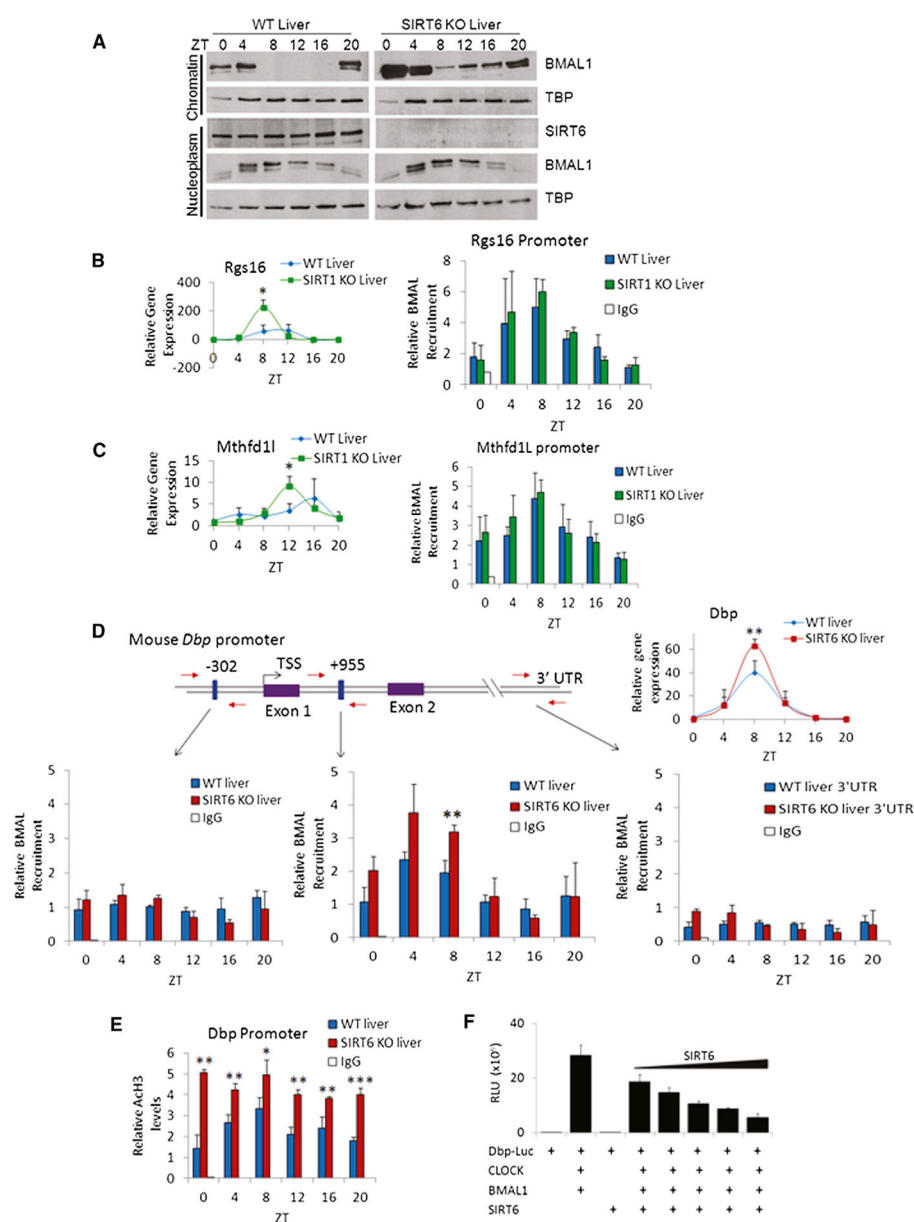 A
WT Liver
SIRT6 KO Liver
ZT 0 4 8 12 16 20
0 4 8 12 16 20
Chromatin
BMAL1
TBP
Nucleoplasm
SIRT6
BMAL1
TBP
B
Rgs16
WT Liver
SIRT1 KO Liver
*
Relative Gene Expression
400
200
0
-200
0 4 8 12 16 20
ZT
Rgs16 Promoter
WT Liver
SIRT1 KO Liver
IgG
Relative BMAL Recruitment
8
6
4
2
0
0 4 8 12 16 20
ZT
C
Mthfd1l
WT Liver
SIRT1 KO Liver
*
Relative Gene Expression
15
10
5
0
0 4 8 12 16 20
ZT
Mthfd1L promoter
WT Liver
SIRT1 KO Liver
IgG
Relative BMAL Recruitment
6
5
4
3
2
1
0
0 4 8 12 16 20
ZT
D
Mouse Dbp promoter
-302
TSS
+955
3' UTR
Exon 1
Exon 2
Dbp
WT liver
SIRT6 KO liver
**
Relative gene expression
60
40
20
0
0 4 8 12 16 20
ZT
WT liver
SIRT6 KO liver
IgG
Relative BMAL Recruitment
5
4
3
2
1
0
0 4 8 12 16 20
ZT
WT liver
SIRT6 KO liver
IgG
**
Relative BMAL Recruitment
5
4
3
2
1
0
0 4 8 12 16 20
ZT
WT liver 3'UTR
SIRT6 KO liver 3'UTR
IgG
Relative BMAL Recruitment
5
4
3
2
1
0
0 4 8 12 16 20
ZT
E
Dbp Promoter
WT liver
SIRT6 KO liver
IgG
** ** * ** ** ***
Relative AcH3 levels
6
5
4
3
2
1
0
0 4 8 12 16 20
ZT
F
SIRT6
RLU (x10⁵)
40
20
0
Dbp-Luc + + + + + + + +
CLOCK + + + + + +
BMAL1 + + + + + +
SIRT6 + + + + + +